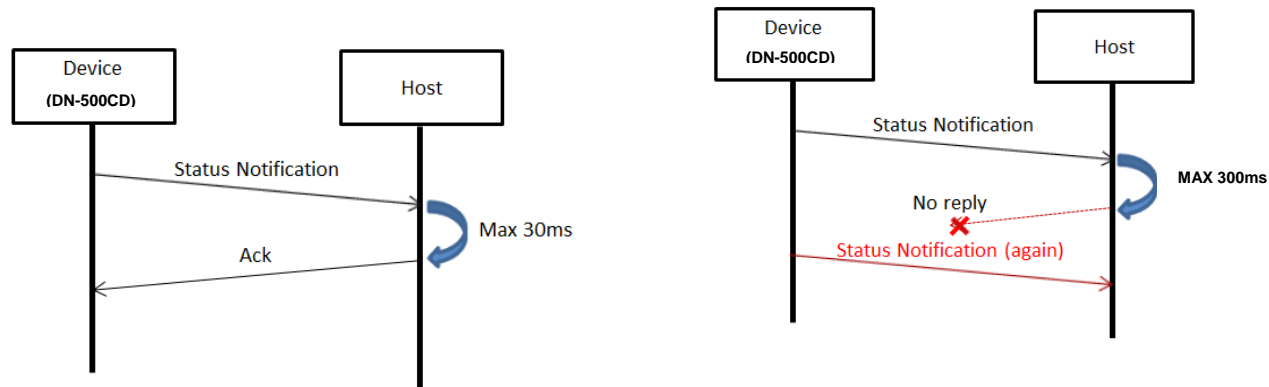 Device
(DN-500CD)
Host
Status Notification
Max 30ms
Ack
Device
(DN-500CD)
Host
Status Notification
MAX 300ms
No reply
Status Notification (again)